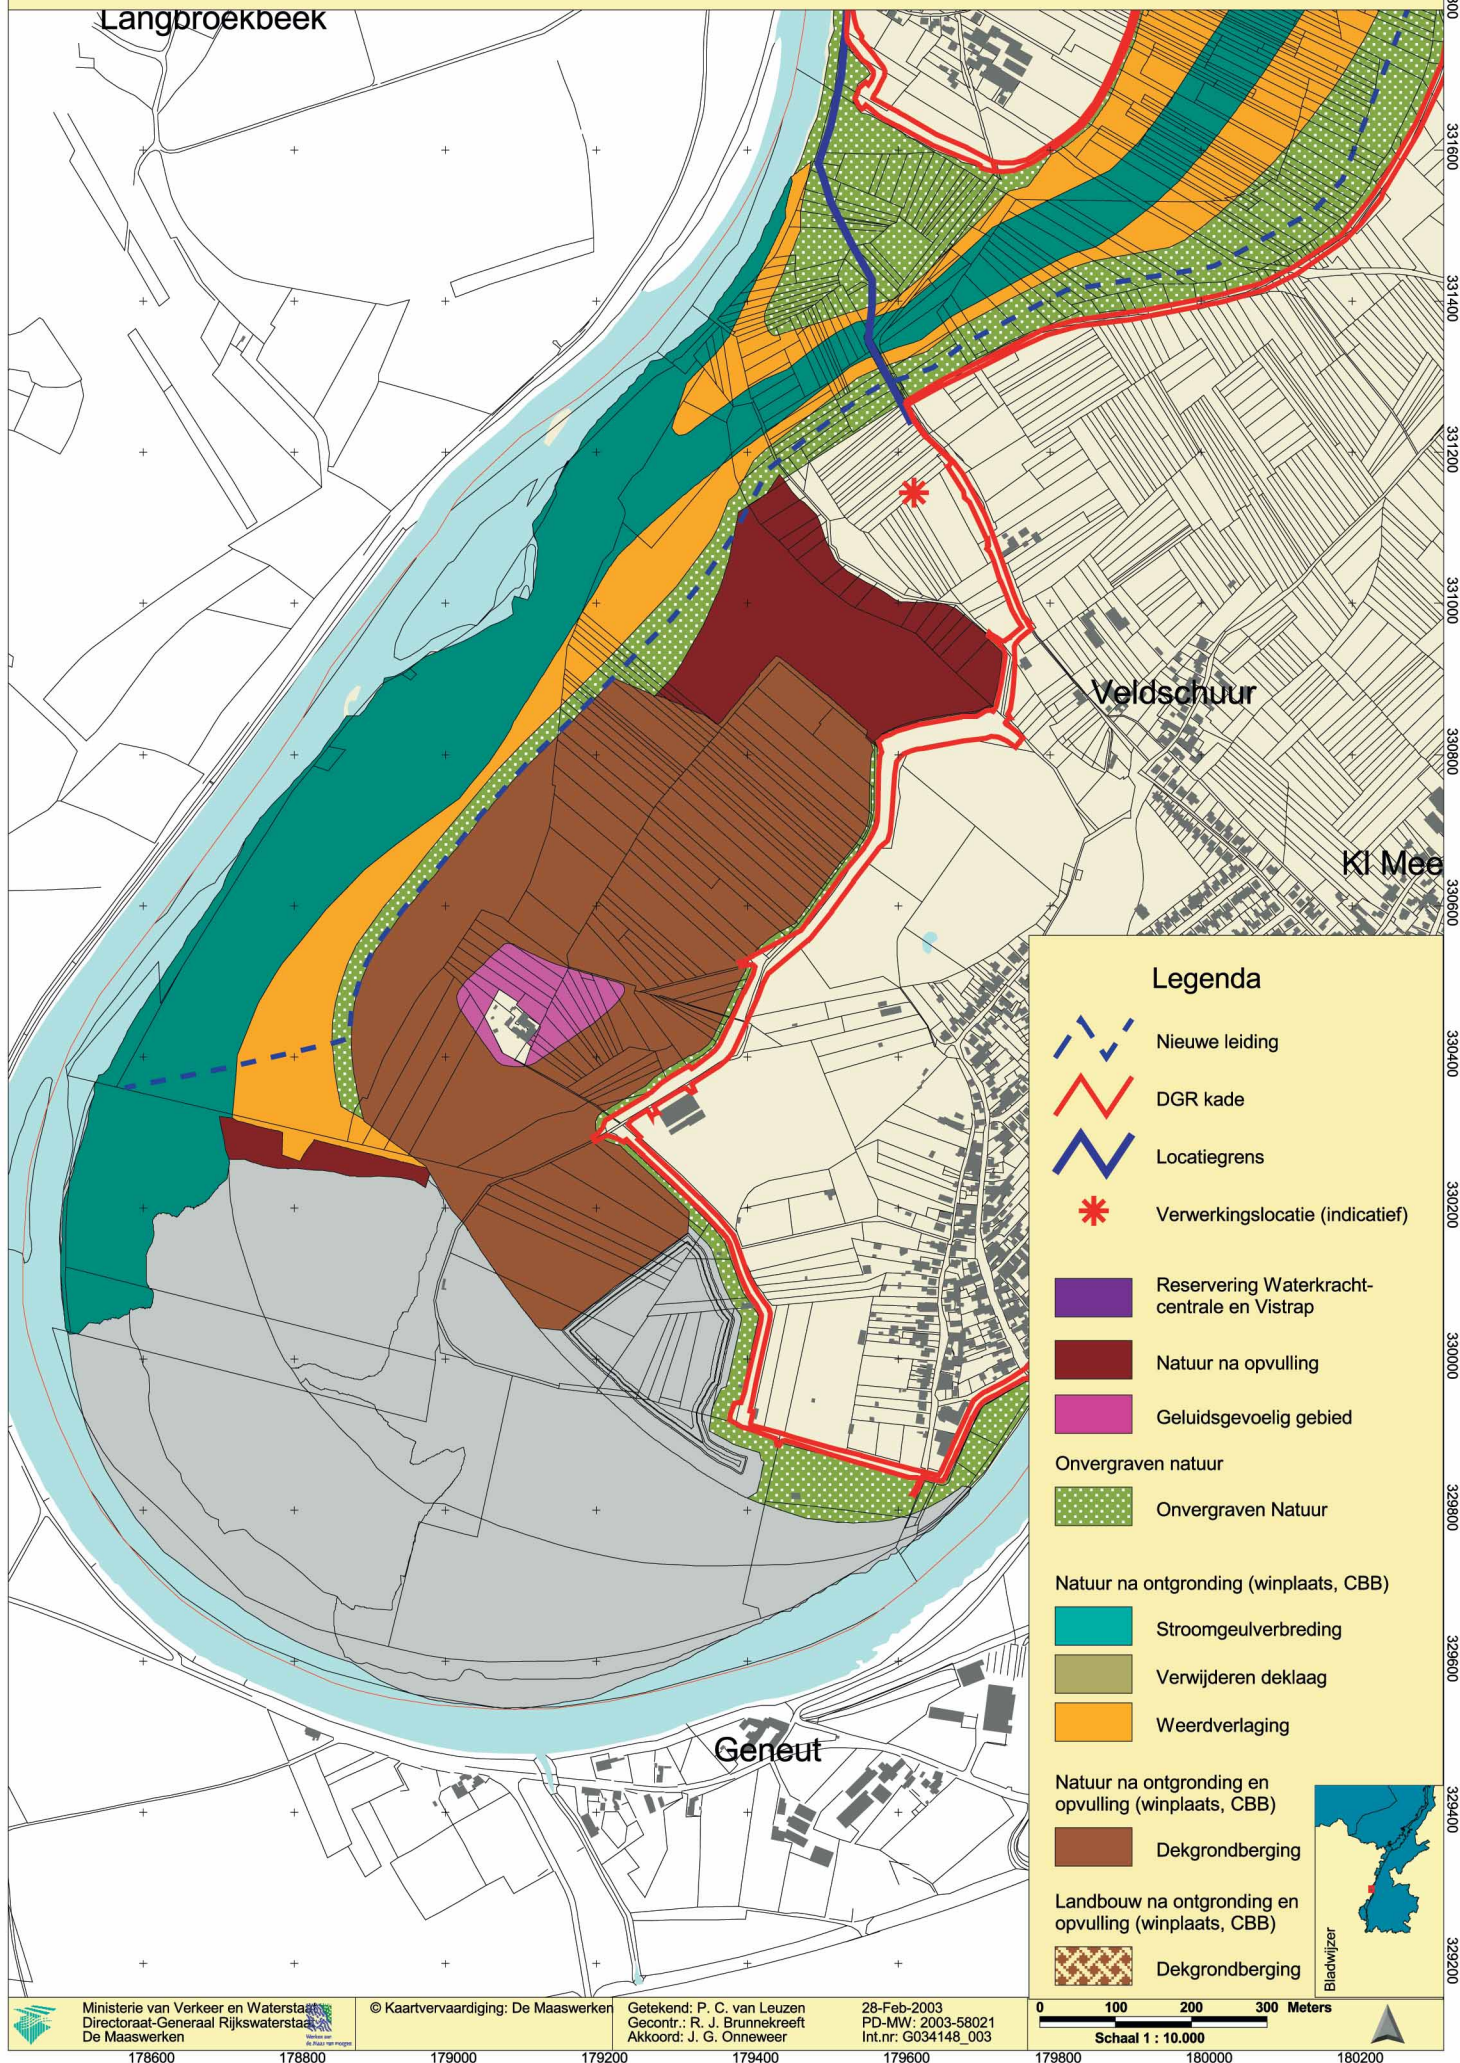 Langbroekbeek
Veldschuur
Kl Mee
Geneut
331600
331400
331200
331000
330800
330600
330400
330200
330000
329800
329600
329400
329200
Legenda
Nieuwe leiding
DGR kade
Locatiegrens
Verwerkingslocatie (indicatief)
Reservering Waterkracht-
centrale en Vistrap
Natuur na opvulling
Geluidsgevoelig gebied
Onvergraven natuur
Onvergraven Natuur
Natuur na ontgronding (winplaats, CBB)
Stroomgeulverbreding
Verwijderen deklaag
Weerdverlaging
Natuur na ontgronding en
opvulling (winplaats, CBB)
Dekgrondberging
Landbouw na ontgronding en
opvulling (winplaats, CBB)
Dekgrondberging
Bladwijzer
Ministerie van Verkeer en Waterstaat
Directoraat-Generaal Rijkswaterstaat
De Maaswerken
© Kaartvervaardiging: De Maaswerken
Getekend: P. C. van Leuzen
Gecontr.: R. J. Brunnekreeft
Akkoord: J. G. Onneweer
28-Feb-2003
PD-MW: 2003-58021
Int.nr: G034148_003
0 100 200 300 Meters
Schaal 1 : 10.000
178600 178800 179000 179200 179400 179600 179800 180000 180200